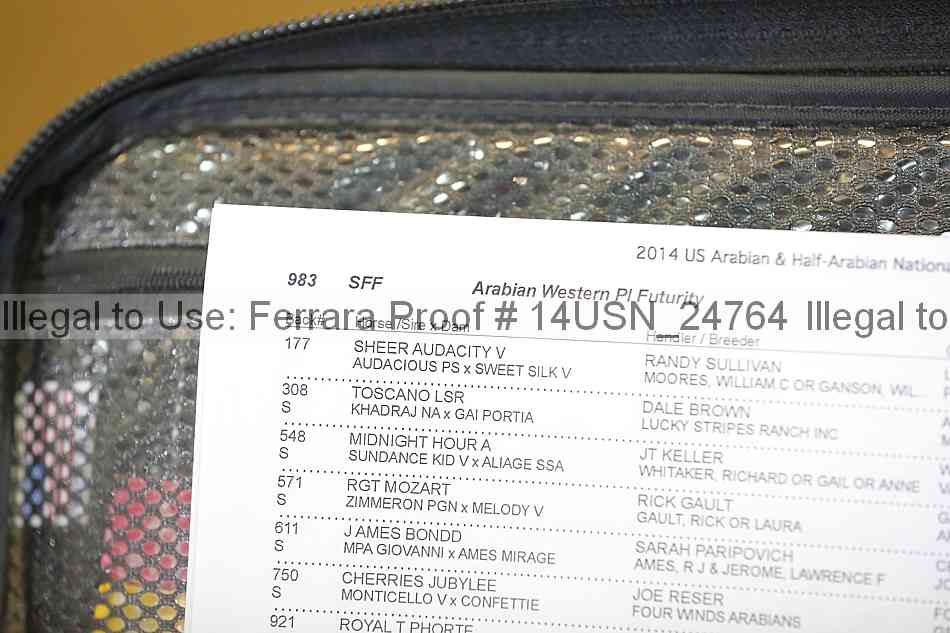 2014 US Arabian & Half-Arabian Nationa
983 SFF Arabian Western Pl Futurity
Illegal to Use: Ferrara Proof # 14USN_24764 Illegal to
Back# Horse/Sire x Dam Handler / Breeder
177 SHEER AUDACITY V RANDY SULLIVAN
AUDACIOUS PS x SWEET SILK V MOORES, WILLIAM C OR GANSON, WIL...
308 TOSCANO LSR DALE BROWN
S KHADRAJ NA x GAI PORTIA LUCKY STRIPES RANCH INC
548 MIDNIGHT HOUR A JT KELLER
S SUNDANCE KID V x ALIAGE SSA WHITAKER, RICHARD OR GAIL OR ANNE
571 RGT MOZART RICK GAULT
S ZIMMERON PGN x MELODY V GAULT, RICK OR LAURA
611 J AMES BONDD SARAH PARIPOVICH
S MPA GIOVANNI x AMES MIRAGE AMES, R J & JEROME, LAWRENCE F
750 CHERRIES JUBYLEE JOE RESER
S MONTICELLO V x CONFETTIE FOUR WINDS ARABIANS
921 ROYAL T PHORTE